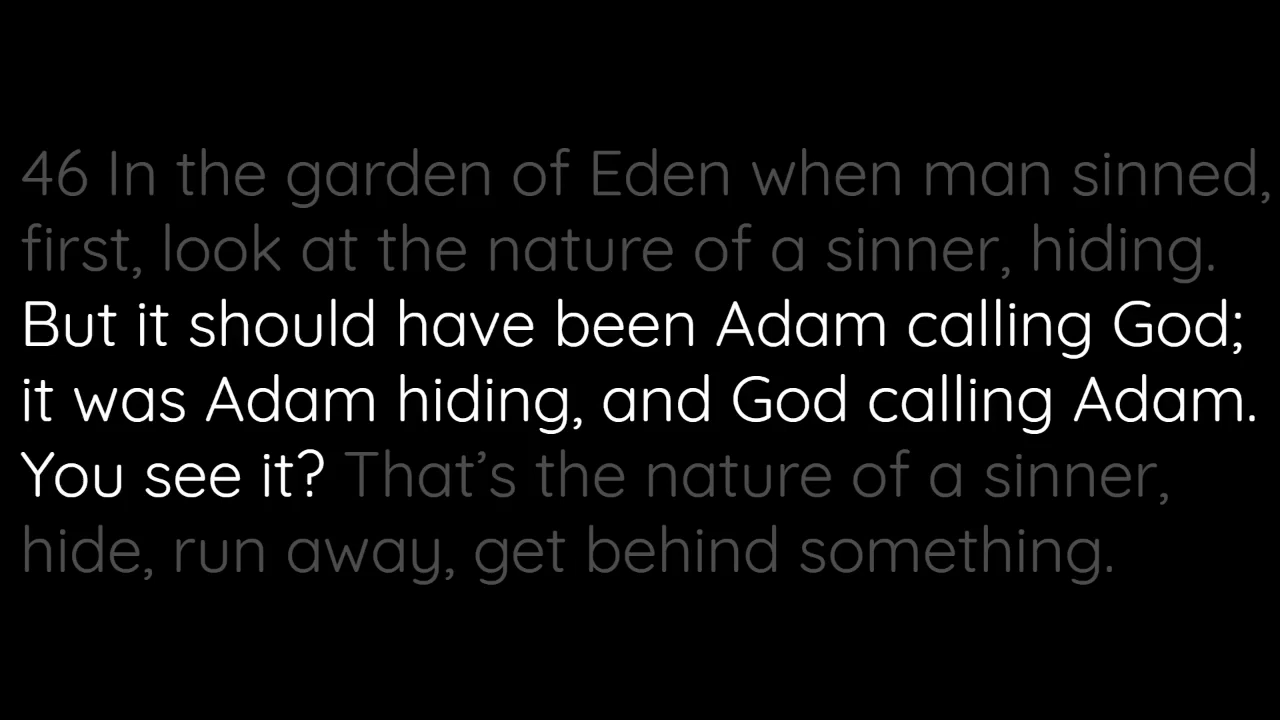 46 In the garden of Eden when man sinned,
first, look at the nature of a sinner, hiding.
But it should have been Adam calling God;
it was Adam hiding, and God calling Adam.
You see it? That’s the nature of a sinner,
hide, run away, get behind something.